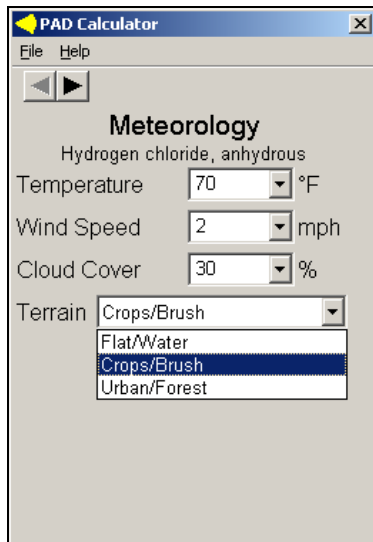 PAD Calculator
File Help
Meteorology
Hydrogen chloride, anhydrous
Temperature 70 °F
Wind Speed 2 mph
Cloud Cover 30 %
Terrain Crops/Brush
Flat/Water
Crops/Brush
Urban/Forest